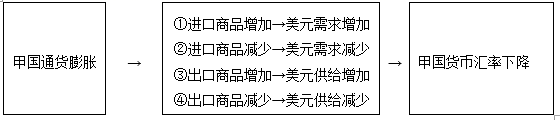 甲国通货膨胀
→
①进口商品增加→美元需求增加
②进口商品减少→美元需求减少
③出口商品增加→美元供给增加
④出口商品减少→美元供给减少
→
甲国货币汇率下降